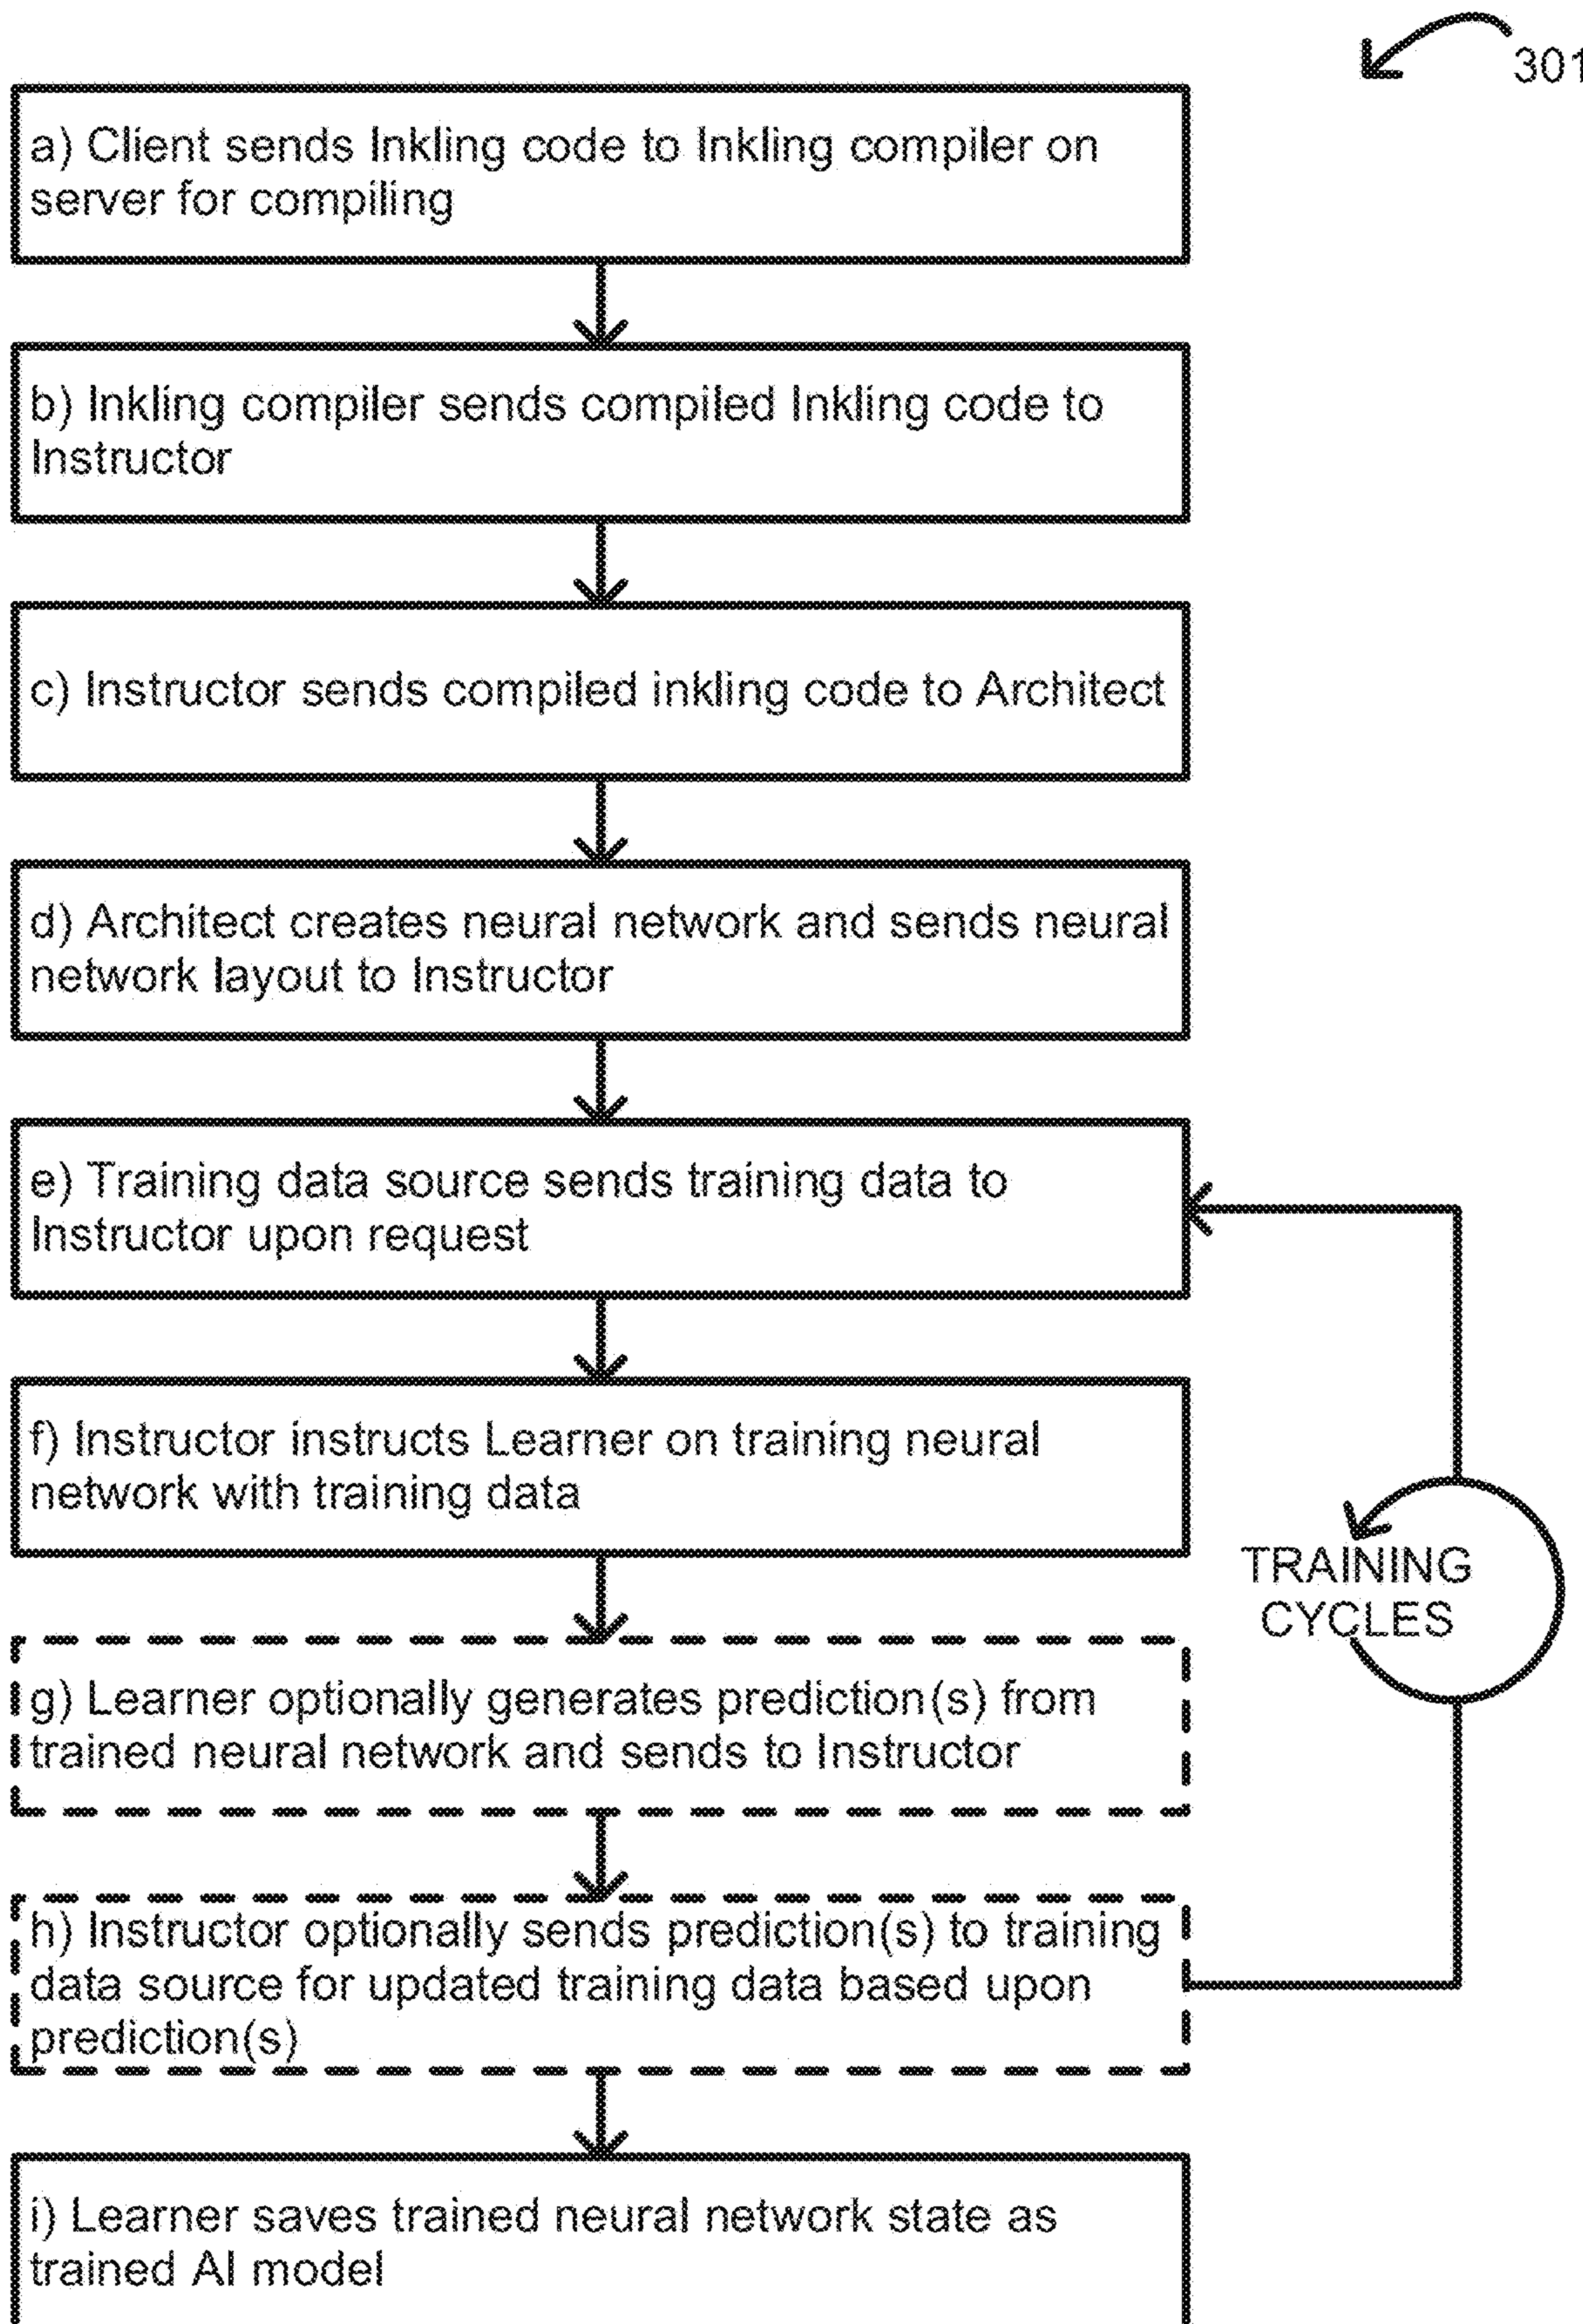 301
a) Client sends Inkling code to Inkling compiler on
server for compiling
b) Inkling compiler sends compiled Inkling code to
Instructor
c) Instructor sends compiled inkling code to Architect
d) Architect creates neural network and sends neural
network layout to Instructor
e) Training data source sends training data to
Instructor upon request
f) Instructor instructs Learner on training neural
network with training data
TRAINING
CYCLES
g) Learner optionally generates prediction(s) from
trained neural network and sends to Instructor
h) Instructor optionally sends prediction(s) to training
data source for updated training data based upon
prediction(s)
i) Learner saves trained neural network state as
trained AI model